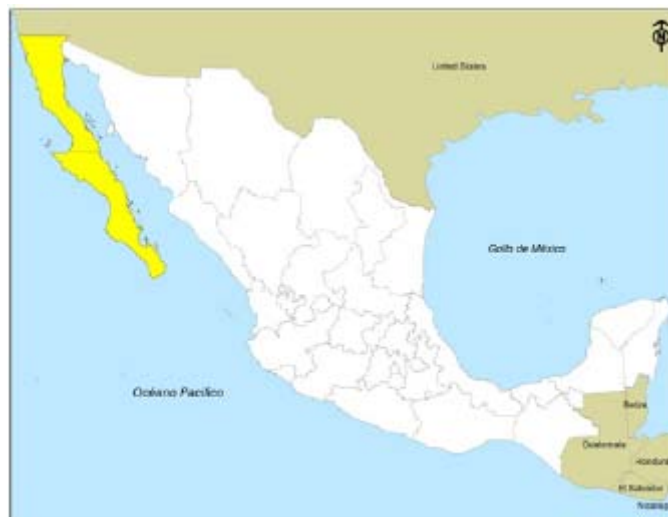 N
United States
Golfo de México
Océano Pacífico
Belize
Guatemala
Honduras
El Salvador